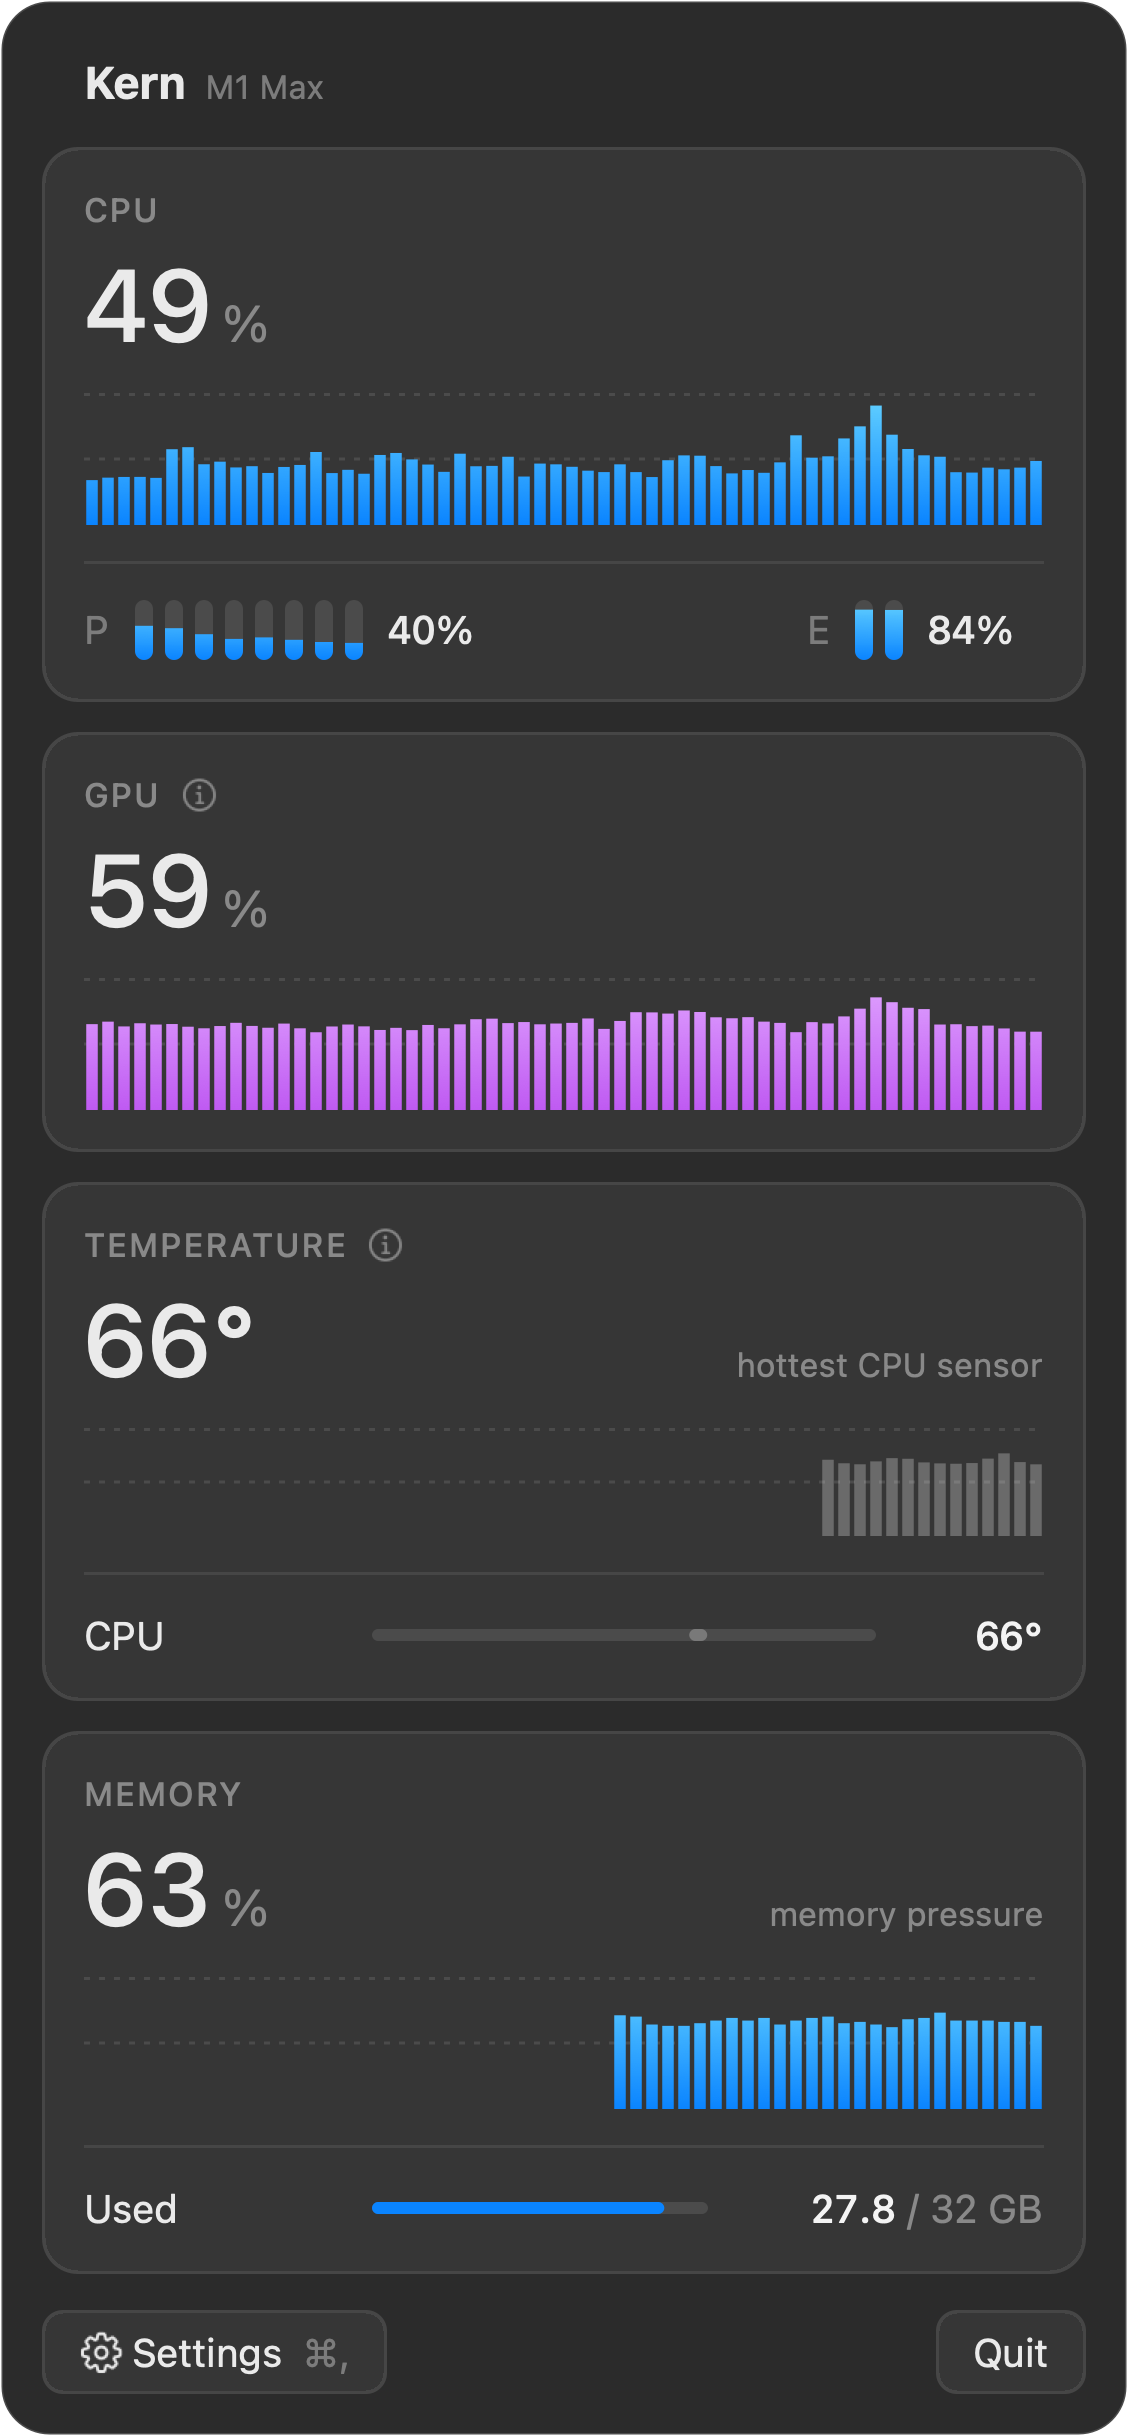 Kern M1 Max
CPU
49 %
P 40% E 84%
GPU
59 %
TEMPERATURE
66°
hottest CPU sensor
CPU 66°
MEMORY
63 %
memory pressure
Used 27.8 / 32 GB
Settings ⌘, Quit